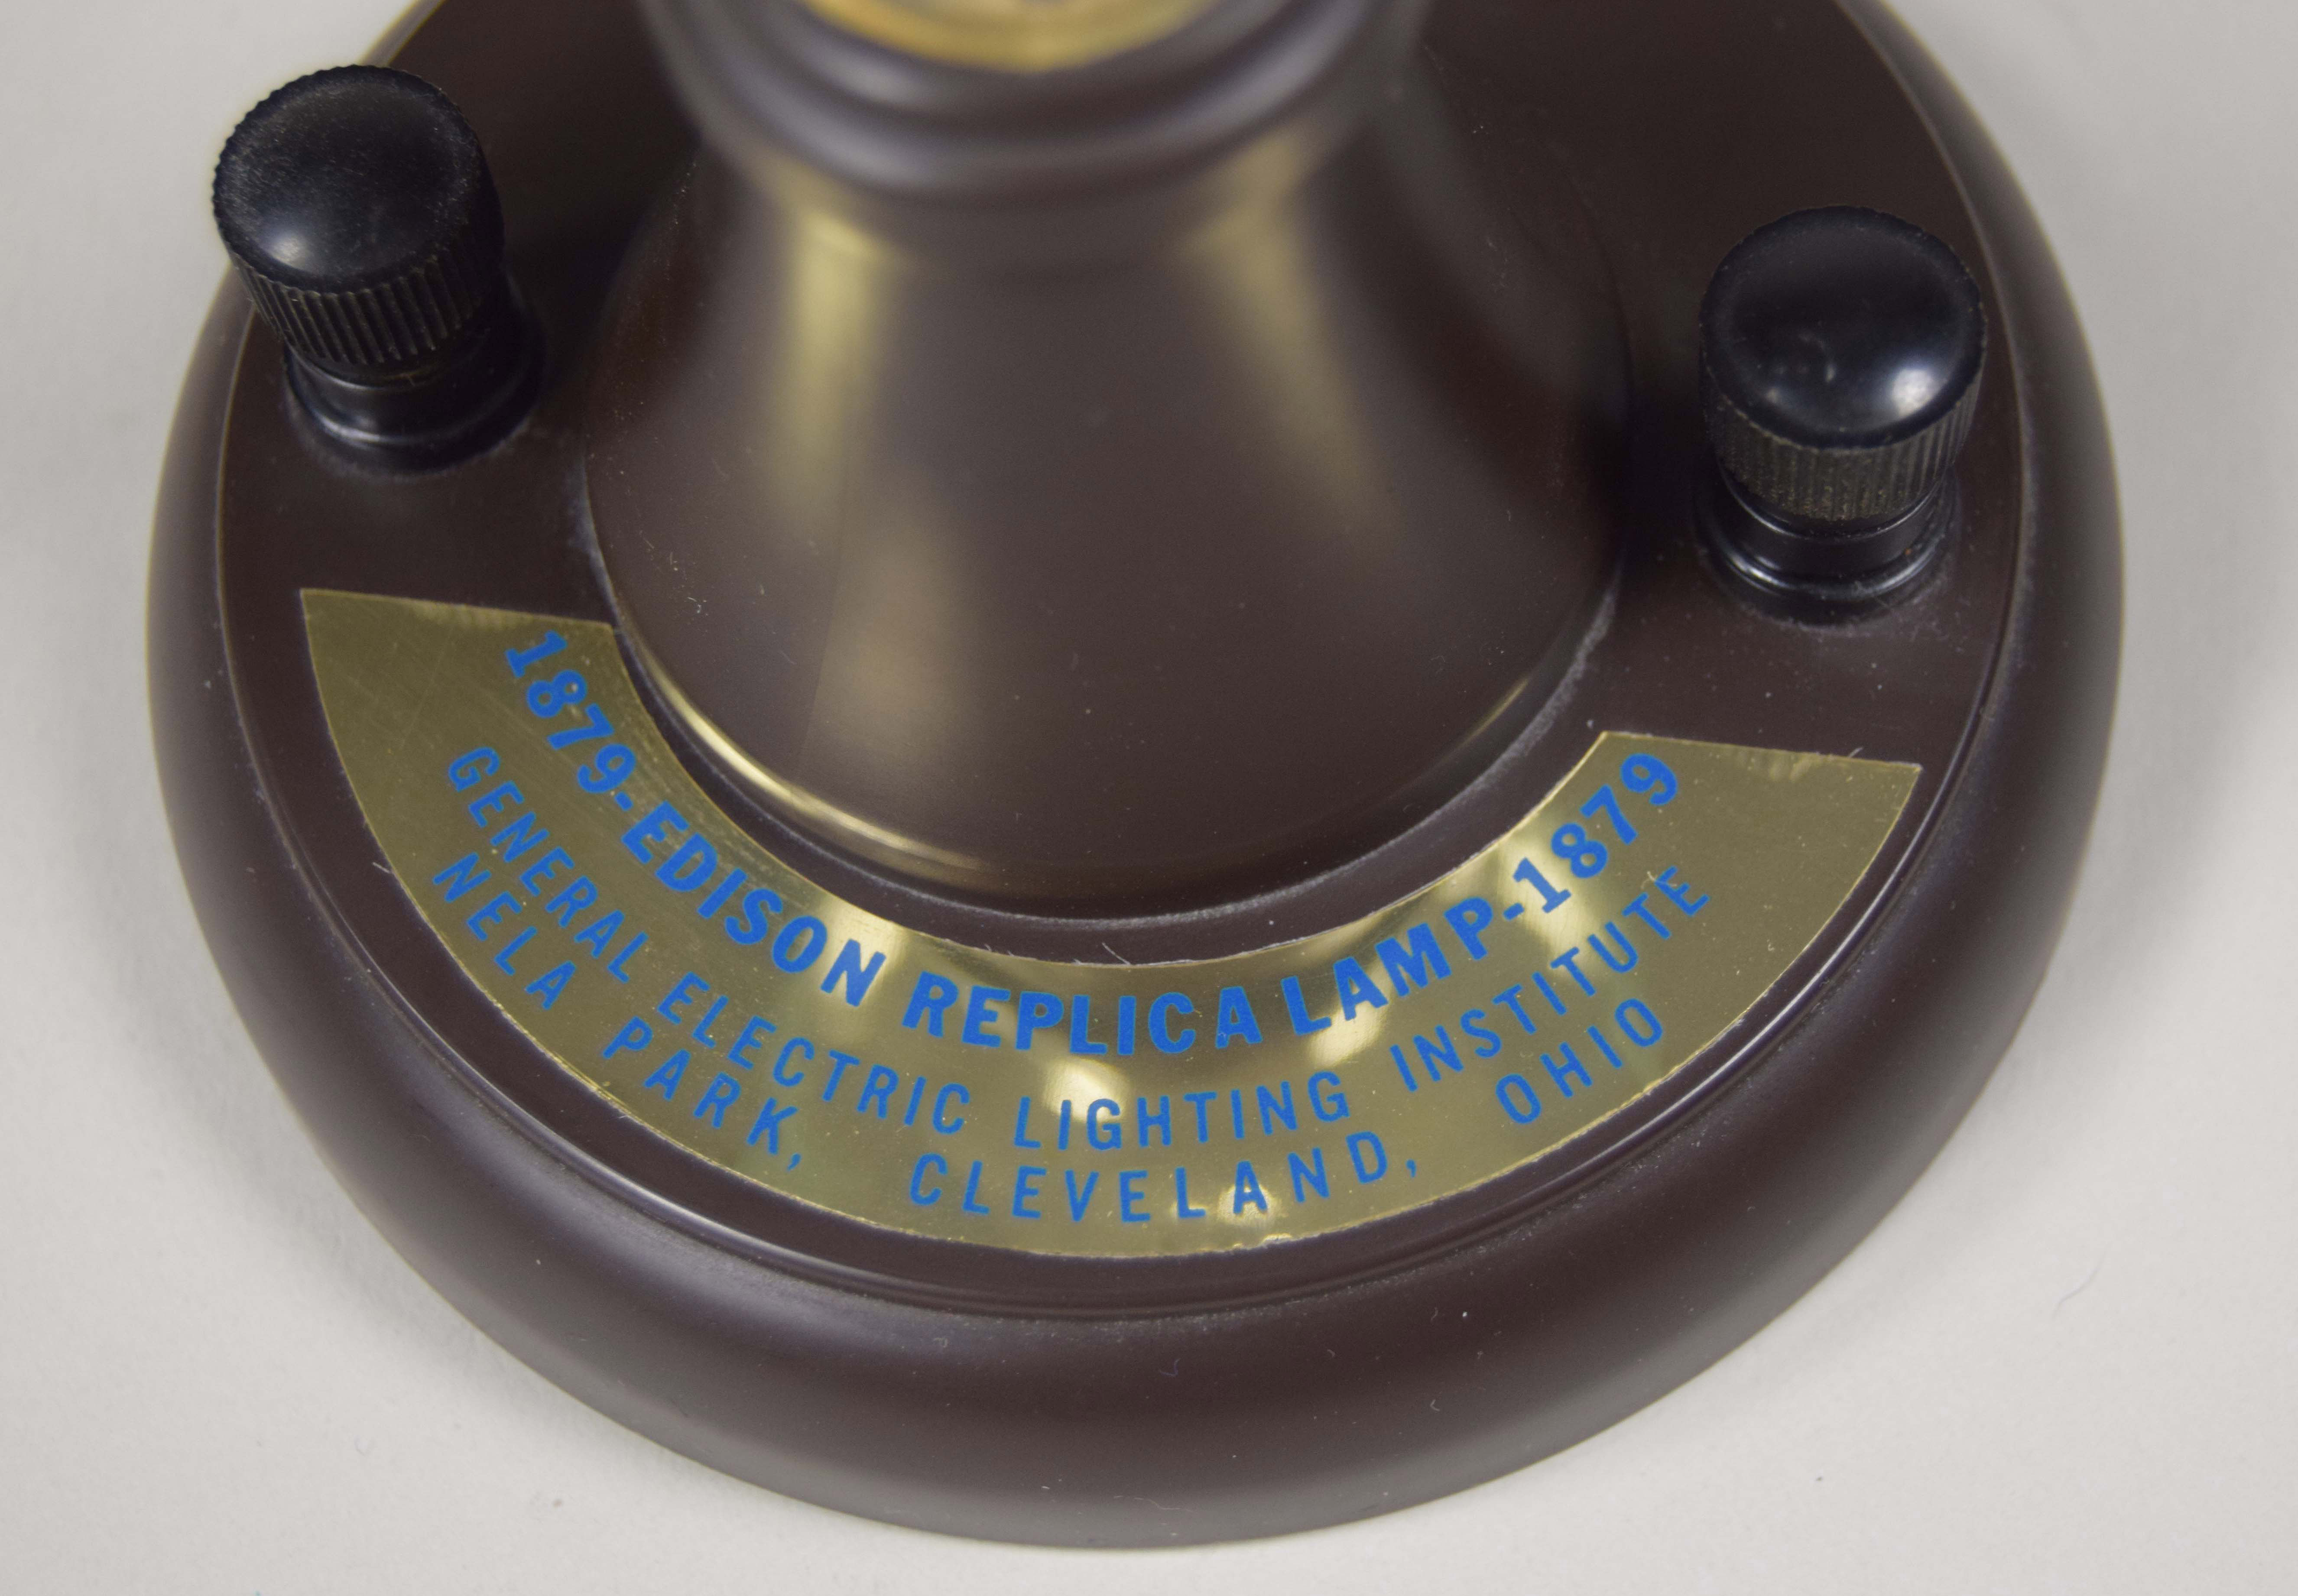 1879-EDISON REPLICA LAMP-1879
GENERAL ELECTRIC LIGHTING INSTITUTE
NELA PARK, CLEVELAND, OHIO